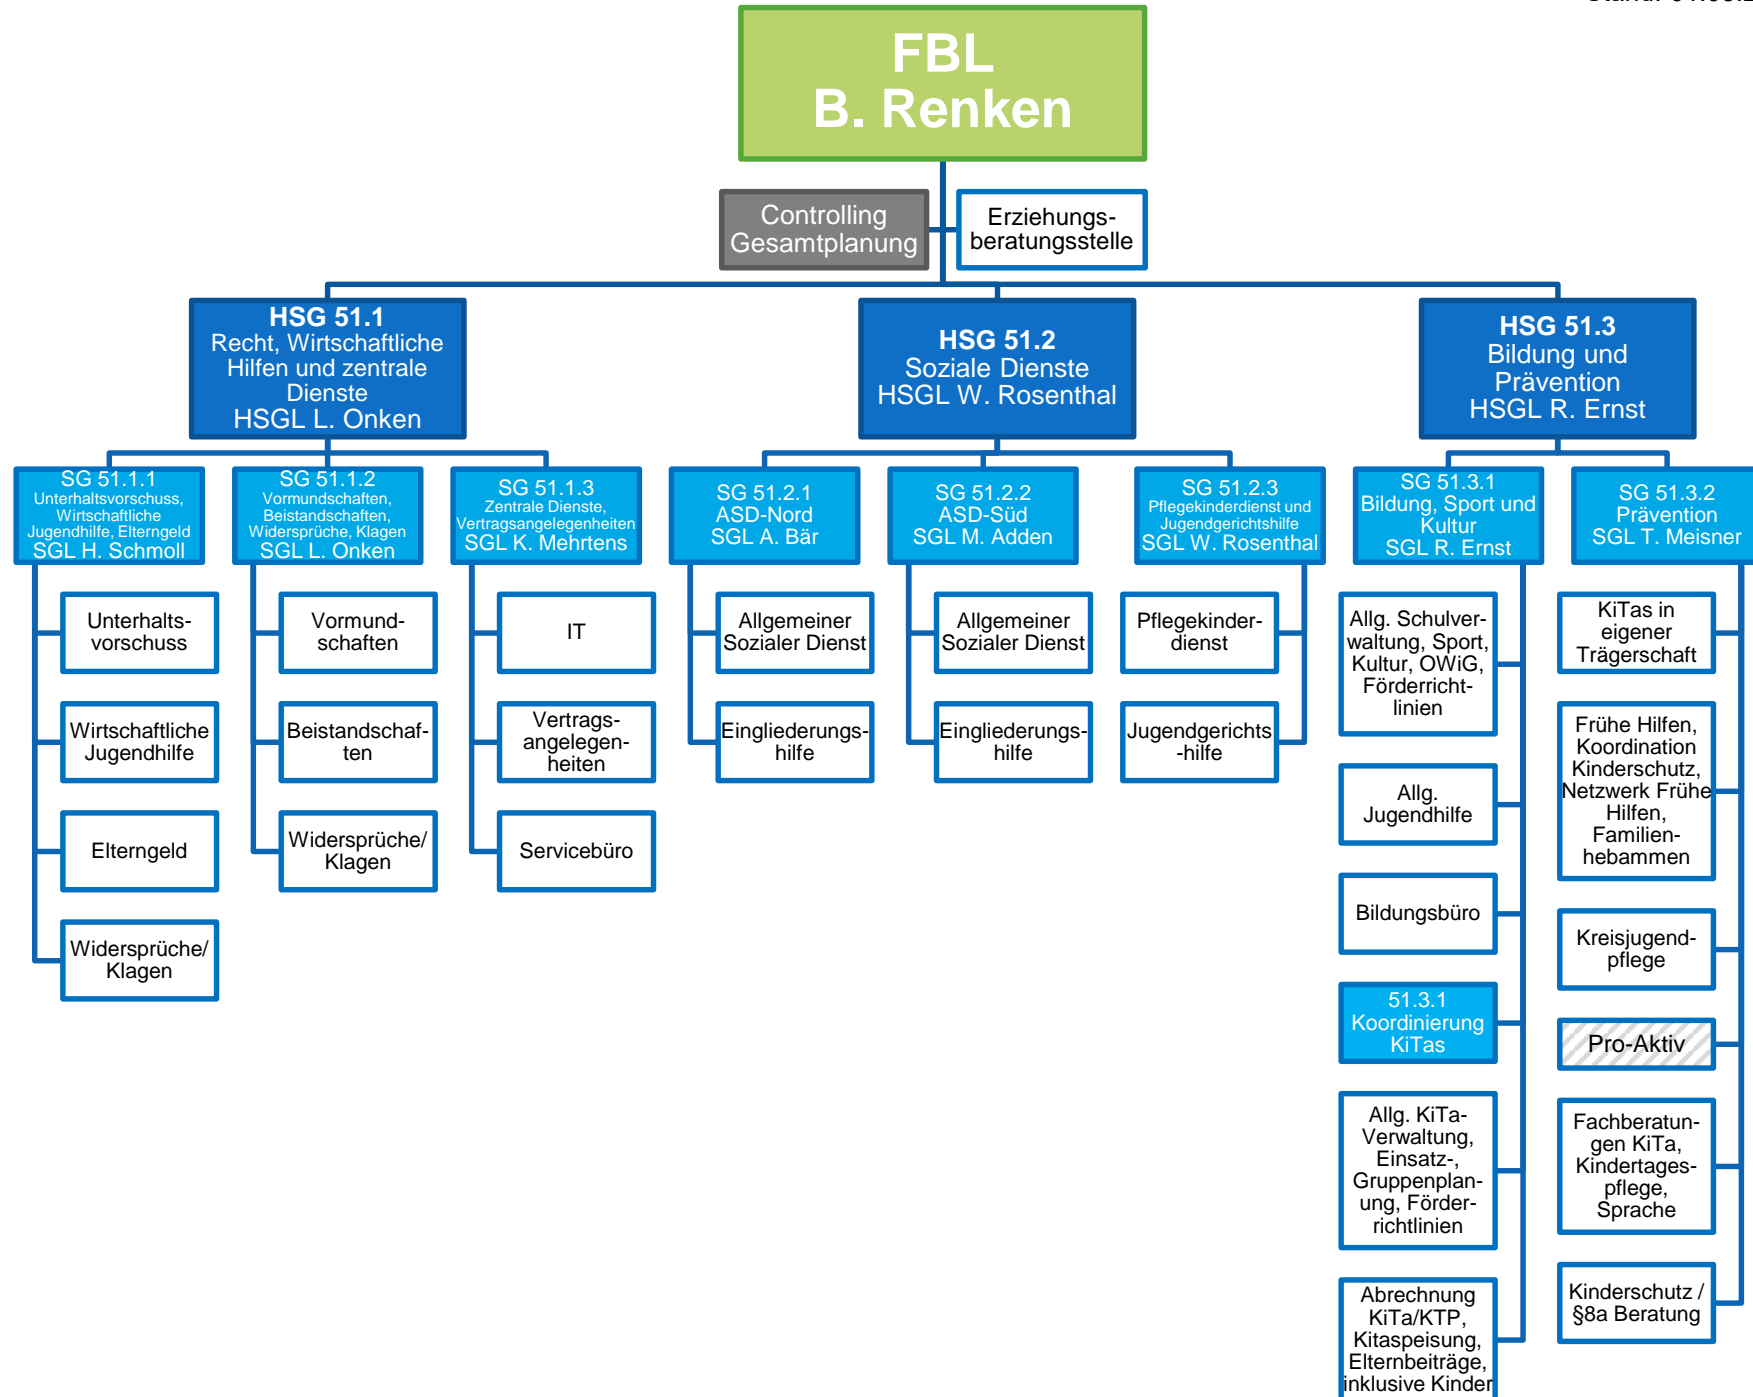 FBL
B. Renken
Controlling
Gesamtplanung
Erziehungs-
beratungsstelle
HSG 51.1
Recht, Wirtschaftliche
Hilfen und zentrale
Dienste
HSGL L. Onken
HSG 51.2
Soziale Dienste
HSGL W. Rosenthal
HSG 51.3
Bildung und
Prävention
HSGL R. Ernst
SG 51.1.1
Unterhaltsvorschuss,
Wirtschaftliche
Jugendhilfe, Elterngeld
SGL H. Schmoll
SG 51.1.2
Vormundschaften,
Beistandschaften,
Widersprüche, Klagen
SGL L. Onken
SG 51.1.3
Zentrale Dienste,
Vertragsangelegenheiten
SGL K. Mehrtens
SG 51.2.1
ASD-Nord
SGL A. Bär
SG 51.2.2
ASD-Süd
SGL M. Adden
SG 51.2.3
Pflegekinderdienst und
Jugendgerichtshilfe
SGL W. Rosenthal
SG 51.3.1
Bildung, Sport und
Kultur
SGL R. Ernst
SG 51.3.2
Prävention
SGL T. Meisner
Unterhalts-
vorschuss
Wirtschaftliche
Jugendhilfe
Elterngeld
Widersprüche/
Klagen
Vormund-
schaften
Beistandschaf-
ten
Widersprüche/
Klagen
IT
Vertrags-
angelegen-
heiten
Servicebüro
Allgemeiner
Sozialer Dienst
Eingliederungs-
hilfe
Allgemeiner
Sozialer Dienst
Eingliederungs-
hilfe
Pflegekinder-
dienst
Jugendgerichts
-hilfe
Allg. Schulver-
waltung, Sport,
Kultur, OWiG,
Förderricht-
linien
Allg.
Jugendhilfe
Bildungsbüro
51.3.1
Koordinierung
KiTas
Allg. KiTa-
Verwaltung,
Einsatz-,
Gruppenplan-
ung, Förder-
richtlinien
Abrechnung
KiTa/KTP,
Kitaspeisung,
Elternbeiträge,
inklusive Kinder
KiTas in
eigener
Trägerschaft
Frühe Hilfen,
Koordination
Kinderschutz,
Netzwerk Frühe
Hilfen,
Familien-
hebammen
Kreisjugend-
pflege
Pro-Aktiv
Fachberatun-
gen KiTa,
Kindertages-
pflege,
Sprache
Kinderschutz /
§8a Beratung